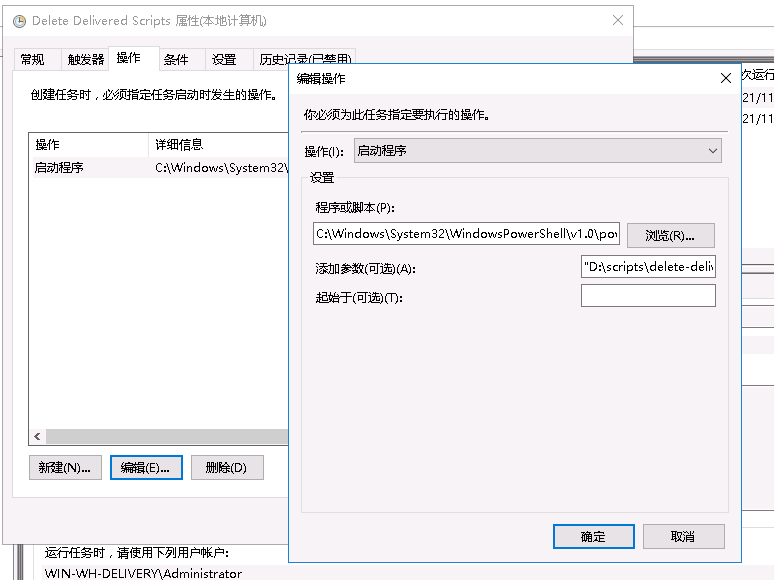 Delete Delivered Scripts 属性(本地计算机)
常规 触发器 操作 条件 设置 历史记录(已禁用)
创建任务时，必须指定任务启动时发生的操作。
操作 详细信息
启动程序 C:\Windows\System32\
新建(N)... 编辑(E)... 删除(D)
编辑操作
你必须为此任务指定要执行的操作。
操作(I): 启动程序
设置
程序或脚本(P):
C:\Windows\System32\WindowsPowerShell\v1.0\pov
浏览(R)...
添加参数(可选)(A): "D:\scripts\delete-deliv
起始于(可选)(T):
确定 取消
次运行
21/11
21/11
运行任务时，请使用下列用户帐户:
WIN-WH-DELIVERY\Administrator